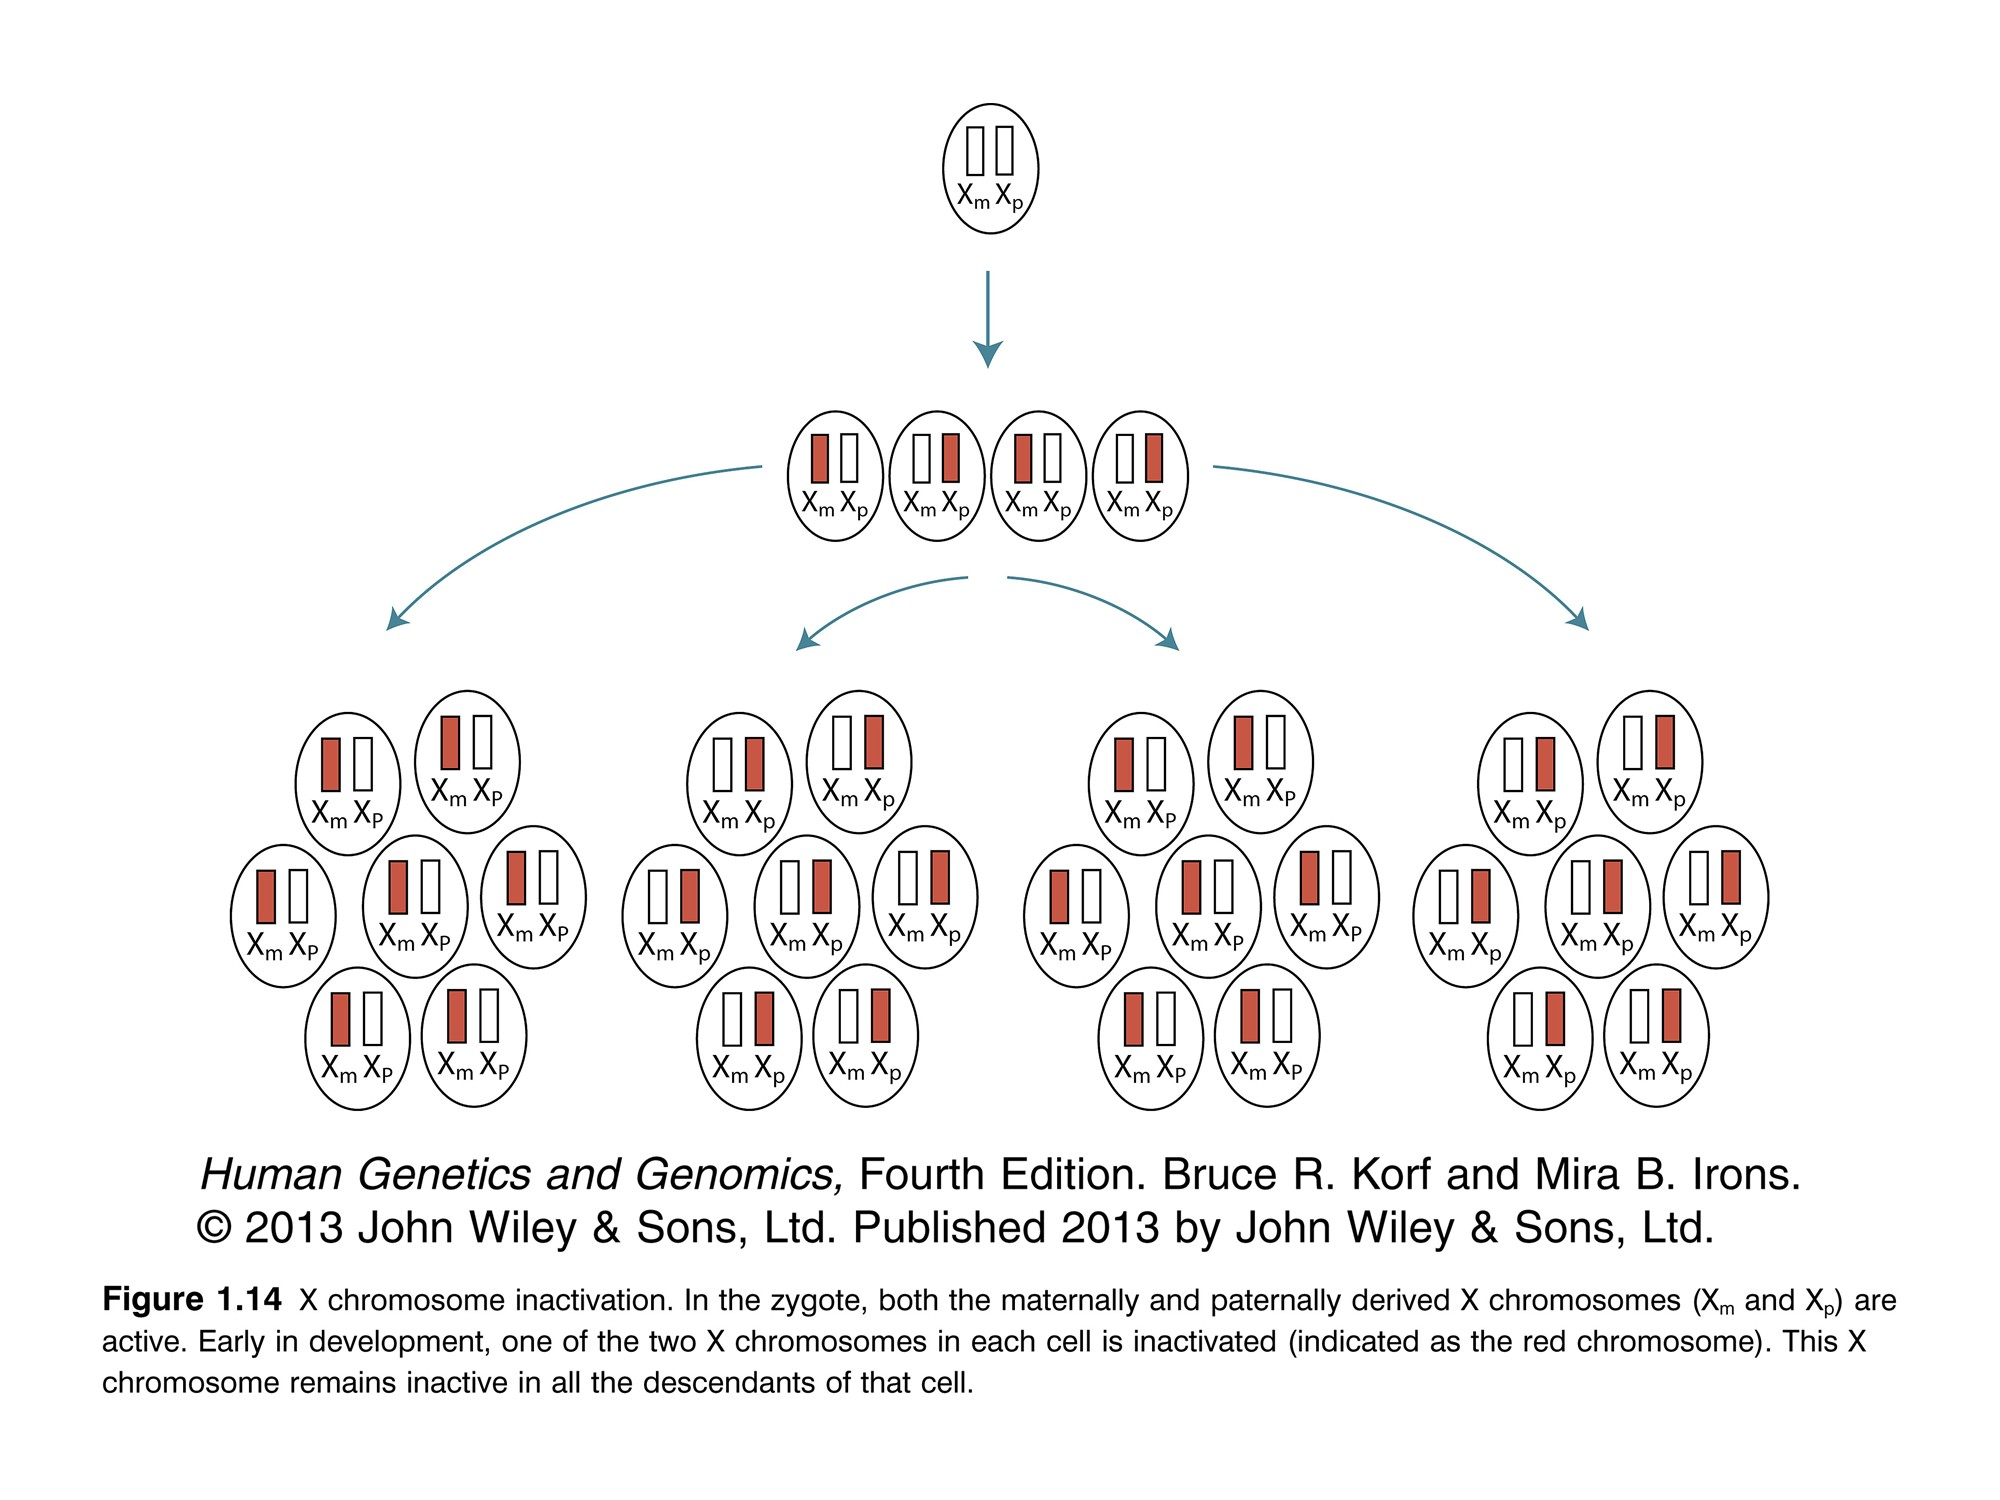 Xm Xp
Xm Xp Xm Xp Xm Xp Xm Xp
Xm XP Xm XP Xm Xp Xm Xp Xm XP Xm XP Xm Xp Xm Xp
Xm XP Xm XP Xm XP Xm Xp Xm Xp Xm Xp Xm XP Xm XP Xm XP Xm Xp Xm Xp Xm Xp
Xm XP Xm XP Xm Xp Xm Xp Xm XP Xm XP Xm Xp Xm Xp
Human Genetics and Genomics, Fourth Edition. Bruce R. Korf and Mira B. Irons.
© 2013 John Wiley & Sons, Ltd. Published 2013 by John Wiley & Sons, Ltd.
Figure 1.14 X chromosome inactivation. In the zygote, both the maternally and paternally derived X chromosomes (Xm and Xp) are
active. Early in development, one of the two X chromosomes in each cell is inactivated (indicated as the red chromosome). This X
chromosome remains inactive in all the descendants of that cell.